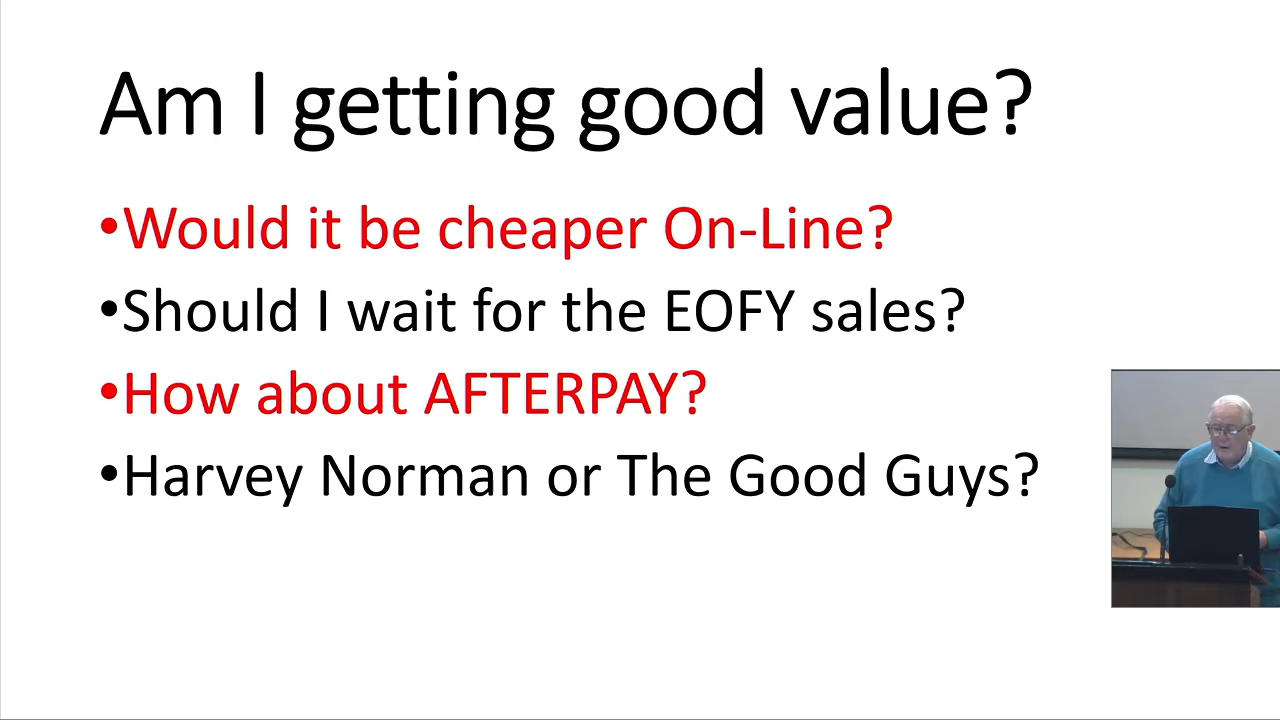 Am I getting good value?
•Would it be cheaper On-Line?
•Should I wait for the EOFY sales?
•How about AFTERPAY?
•Harvey Norman or The Good Guys?